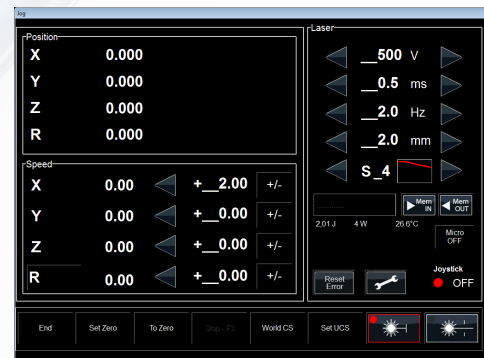 Jog
Position
X 0.000
Y 0.000
Z 0.000
R 0.000
Speed
X 0.00 +__2.00 +/-
Y 0.00 +__0.00 +/-
Z 0.00 +__0.00 +/-
R 0.00 +__0.00 +/-
Laser
__500 V
__0.5 ms
__2.0 Hz
__2.0 mm
S_4
Mem IN
Mem OUT
2,01 J 4 W 26.6°C
Micro
OFF
Reset
Error
Joystick
OFF
End Set Zero To Zero Stop - F3 World CS Set UCS